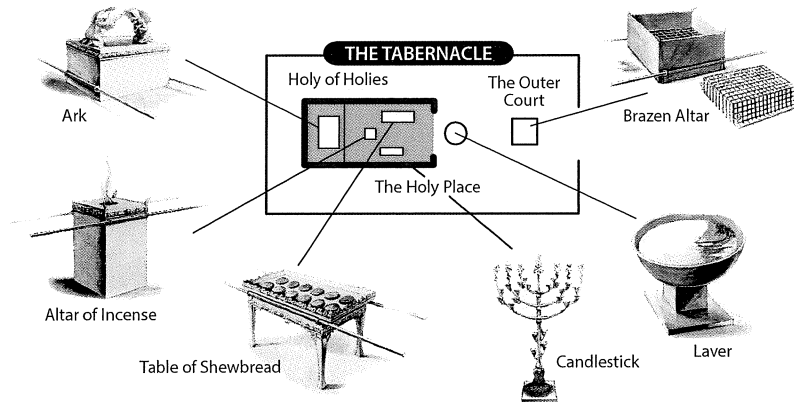 THE TABERNACLE
Holy of Holies
The Outer
Court
Ark
Brazen Altar
The Holy Place
Altar of Incense
Table of Shewbread
Candlestick
Laver